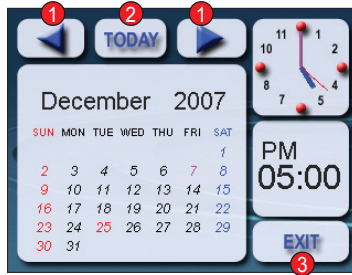 1 2 1
TODAY
11 1
10
8
7 5
December 2007
SUN MON TUE WED THU FRI SAT
1
2 3 4 5 6 7 8
9 10 11 12 13 14 15
16 17 18 19 20 21 22
23 24 25 26 27 28 29
30 31
PM
05:00
EXIT
3